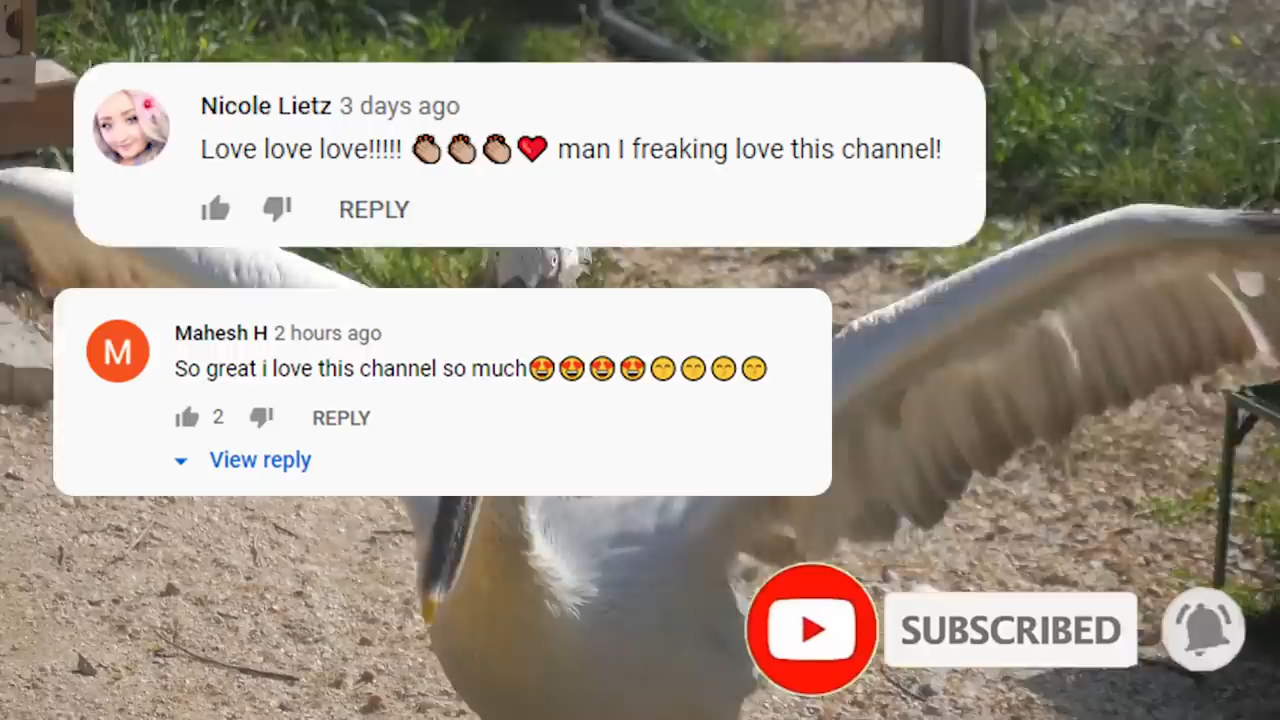 Nicole Lietz 3 days ago
Love love love!!!!! 👏🏼👏🏼👏🏼❤️ man I freaking love this channel!
REPLY
M
Mahesh H 2 hours ago
So great i love this channel so much😍😍😍😍😁😁😁😁
2 REPLY
View reply
SUBSCRIBED